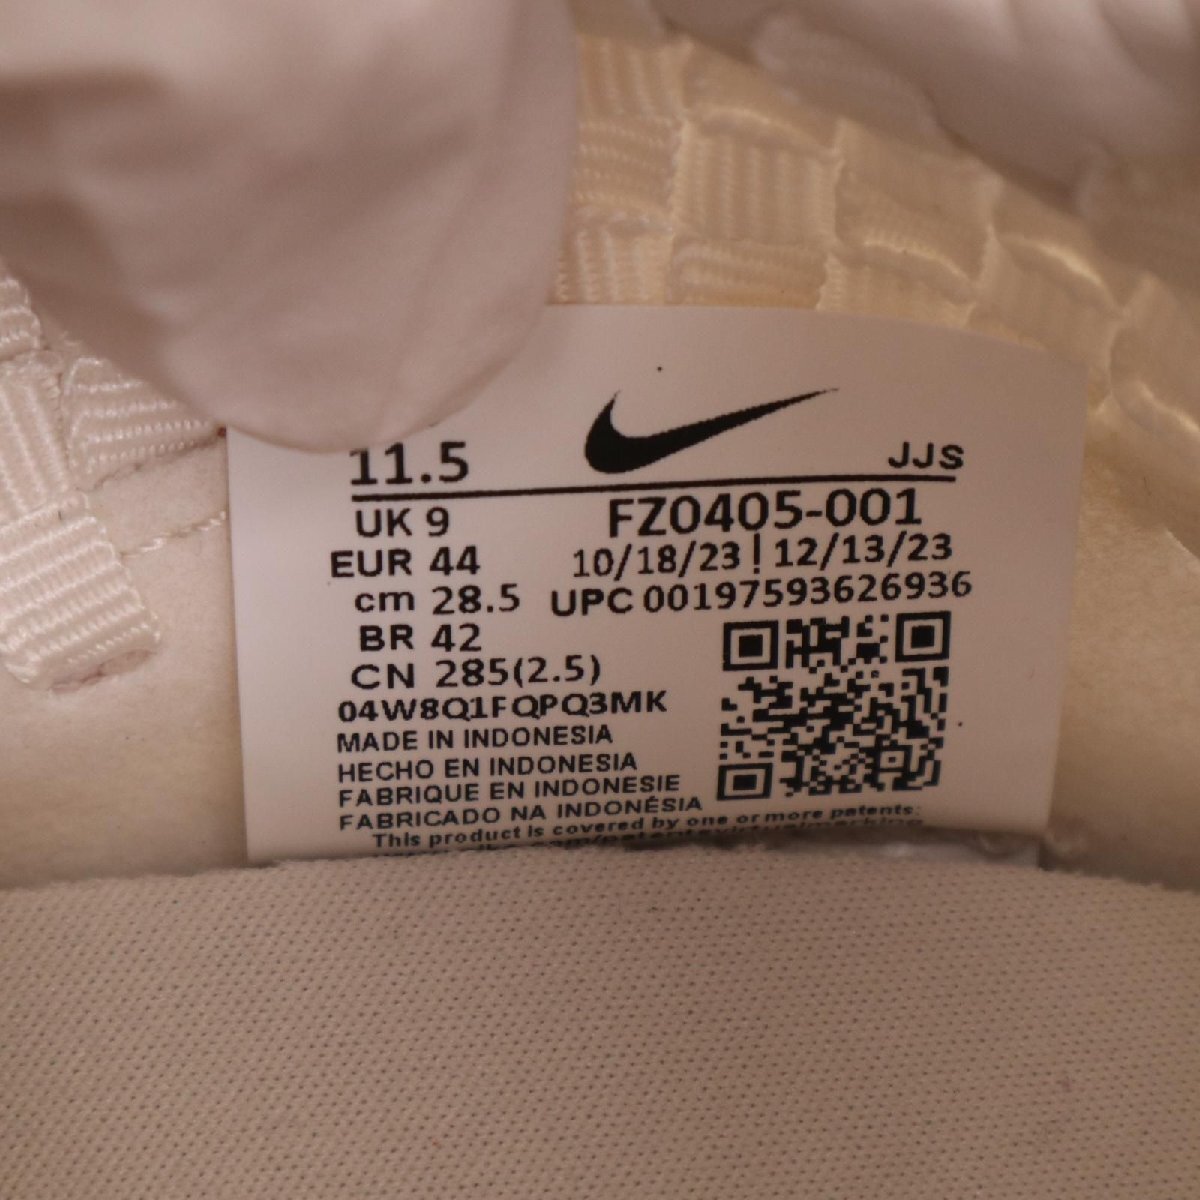 11.5 JJS
UK 9 FZ0405-001
EUR 44 10/18/23 | 12/13/23
cm 28.5 UPC 00197593626936
BR 42
CN 285(2.5)
04W8Q1FQPQ3MK
MADE IN INDONESIA
HECHO EN INDONESIA
FABRIQUE EN INDONESIE
FABRICADO NA INDONÉSIA
This product is covered by one or more patents: